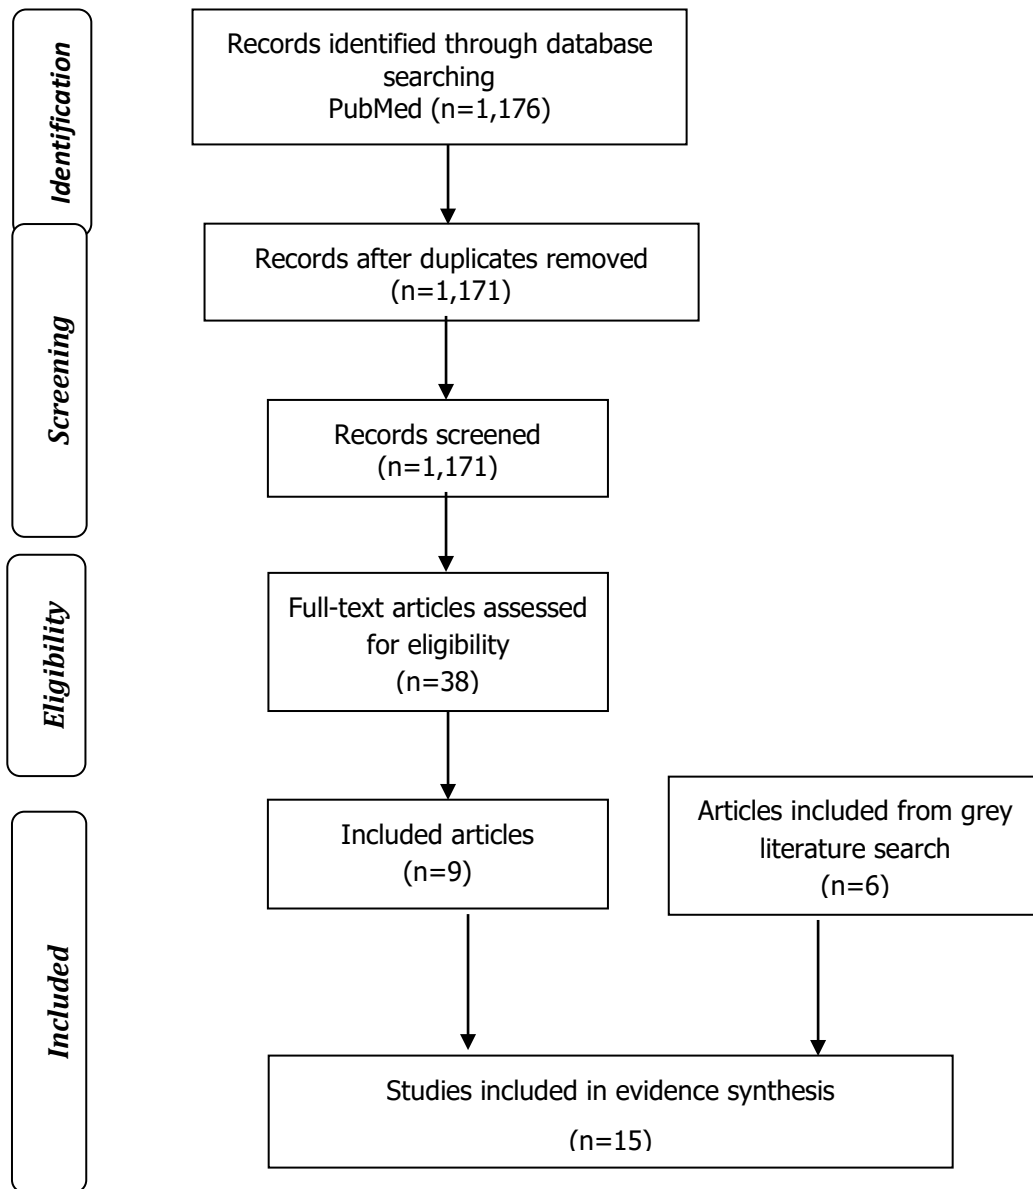 Identification
Records identified through database
searching
PubMed (n=1,176)
Screening
Records after duplicates removed
(n=1,171)
Records screened
(n=1,171)
Eligibility
Full-text articles assessed
for eligibility
(n=38)
Included
Included articles
(n=9)
Articles included from grey
literature search
(n=6)
Studies included in evidence synthesis
(n=15)